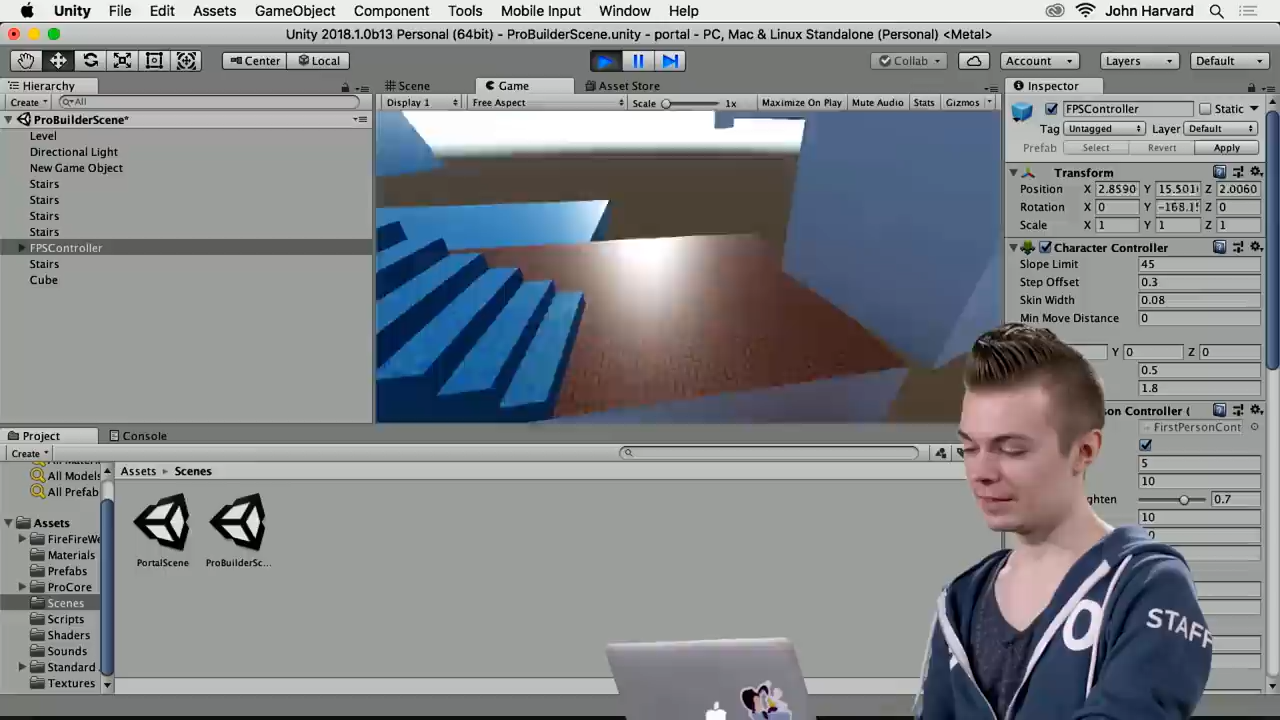 Unity File Edit Assets GameObject Component Tools Mobile Input Window Help John Harvard
Unity 2018.1.0b13 Personal (64bit) - ProBuilderScene.unity - portal - PC, Mac & Linux Standalone (Personal) <Metal>
Center Local Collab Account Layers Default
Hierarchy
Create All
ProBuilderScene*
Level
Directional Light
New Game Object
Stairs
Stairs
Stairs
Stairs
FPSController
Stairs
Cube
Scene Game Asset Store
Display 1 Free Aspect Scale 1x Maximize On Play Mute Audio Stats Gizmos
Inspector
FPSController Static
Tag Untagged Layer Default
Prefab Select Revert Apply
Transform
Position X 2.8590 Y 15.501 Z 2.0060
Rotation X 0 Y -168.1 Z 0
Scale X 1 Y 1 Z 1
Character Controller
Slope Limit 45
Step Offset 0.3
Skin Width 0.08
Min Move Distance 0
Y 0 Z 0
0.5
1.8
son Controller (
FirstPersonCont
5
10
ghten 0.7
10
Project Console
Create
All Models
All Prefab
Assets
FireFireWe
Materials
Prefabs
ProCore
Scenes
Scripts
Shaders
Sounds
Standard
Textures
Assets Scenes
PortalScene ProBuilderSc...
STAFF